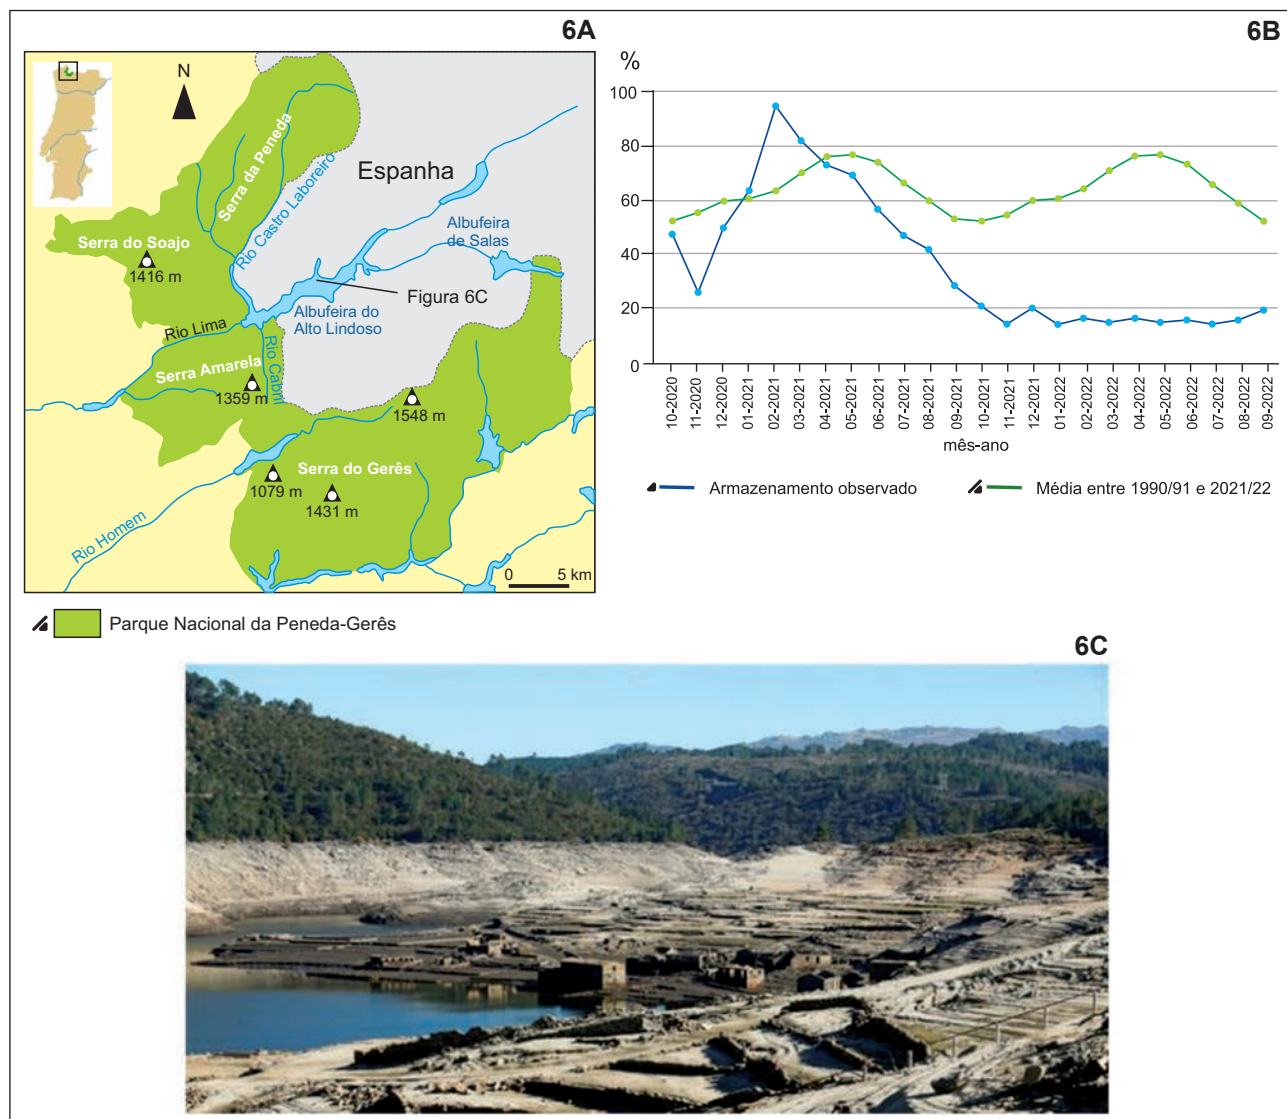 6A
N
Serra da Peneda
Rio Castro Laboreiro
Espanha
Albufeira
de Salas
Serra do Soajo
1416 m
Figura 6C
Albufeira do
Alto Lindoso
Rio Lima
Serra Amarela
Rio Cabril
1359 m
1548 m
Serra do Gerês
1079 m
1431 m
Rio Homem
0 5 km
Parque Nacional da Peneda-Gerês
6B
%
100
80
60
40
20
0
10-2020
11-2020
12-2020
01-2021
02-2021
03-2021
04-2021
05-2021
06-2021
07-2021
08-2021
09-2021
10-2021
11-2021
12-2021
01-2022
02-2022
03-2022
04-2022
05-2022
06-2022
07-2022
08-2022
09-2022
mês-ano
Armazenamento observado
Média entre 1990/91 e 2021/22
6C